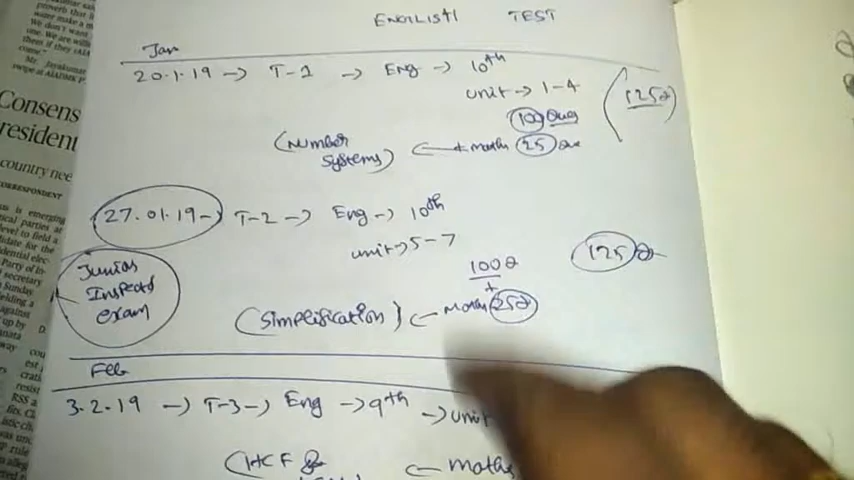 ENGLISH TEST
Jan
20.1.19 -> T-1 -> Eng -> 10th
unit -> 1-4
100 Ques
125 Q
(Number Systems) <- + maths 25 Que
27.01.19 -> T-2 -> Eng -> 10th
unit -> 5-7
125 Q
100 Q
+
Junior
Inspector
exam
(Simplification) <- Maths 25 Q
Feb
3.2.19 -> T-3 -> Eng -> 9th -> unit
(HCF & <- maths
Consens
resident
country nee
CORRESPONDENT